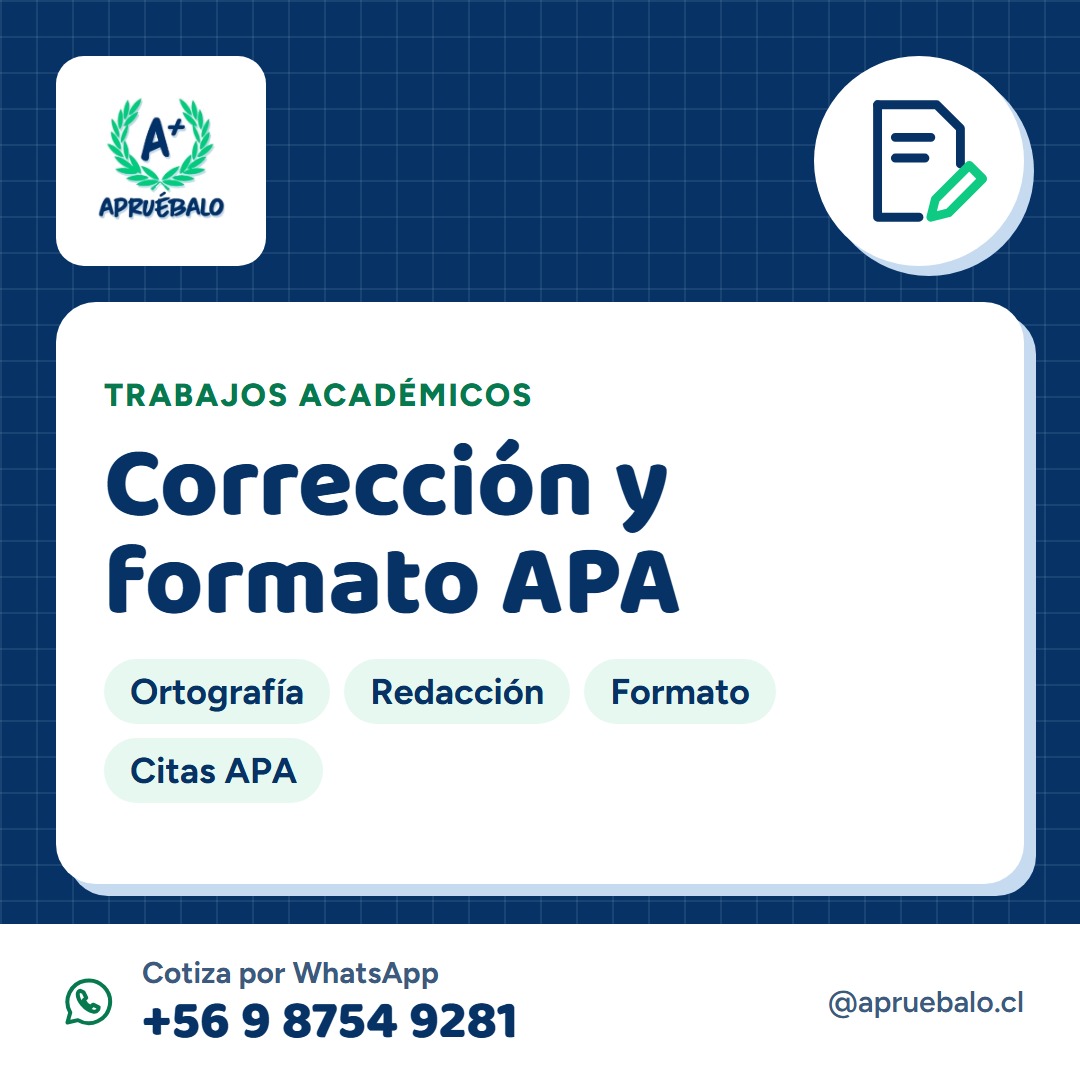 A+
APRUÉBALO
TRABAJOS ACADÉMICOS
Corrección y
formato APA
Ortografía Redacción Formato
Citas APA
Cotiza por WhatsApp
+56 9 8754 9281
@apruebalo.cl